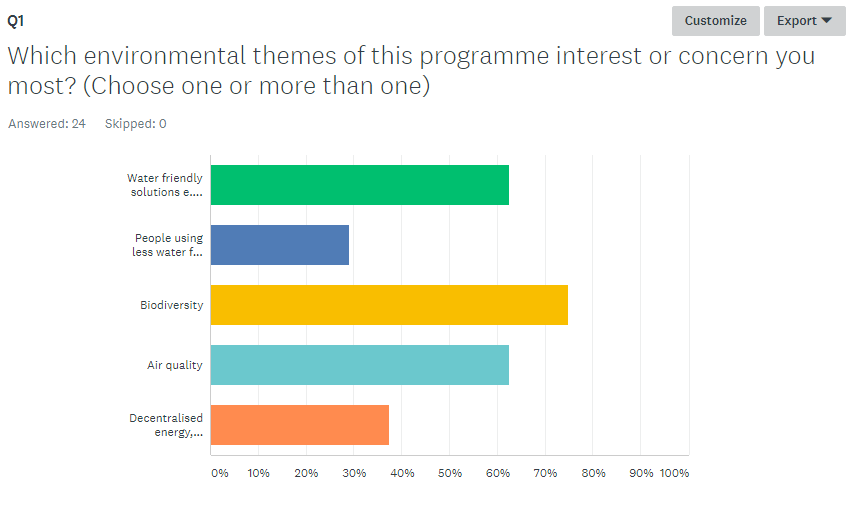 Q1
Customize
Export
Which environmental themes of this programme interest or concern you
most? (Choose one or more than one)
Answered: 24 Skipped: 0
Water friendly
solutions e....
People using
less water f...
Biodiversity
Air quality
Decentralised
energy,...
0% 10% 20% 30% 40% 50% 60% 70% 80% 90% 100%